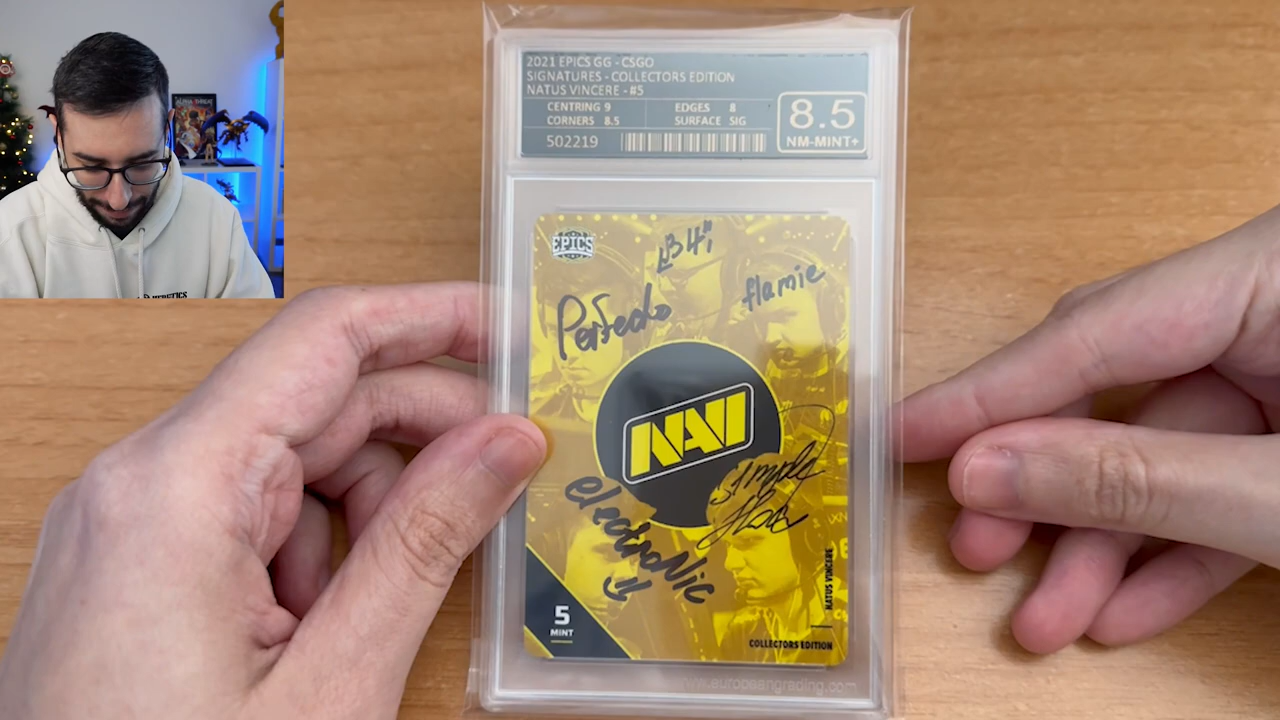 2021 EPICS GG - CSGO
SIGNATURES - COLLECTORS EDITION
NATUS VINCERE - #5
CENTRING 9 EDGES 8
CORNERS 8.5 SURFACE SIG
502219
8.5
NM-MINT+
EPICS
flamie
Perfecto
NAVI
s1mple
electroNic
5
MINT
NATUS VINCERE
COLLECTORS EDITION
www.europeangrading.com